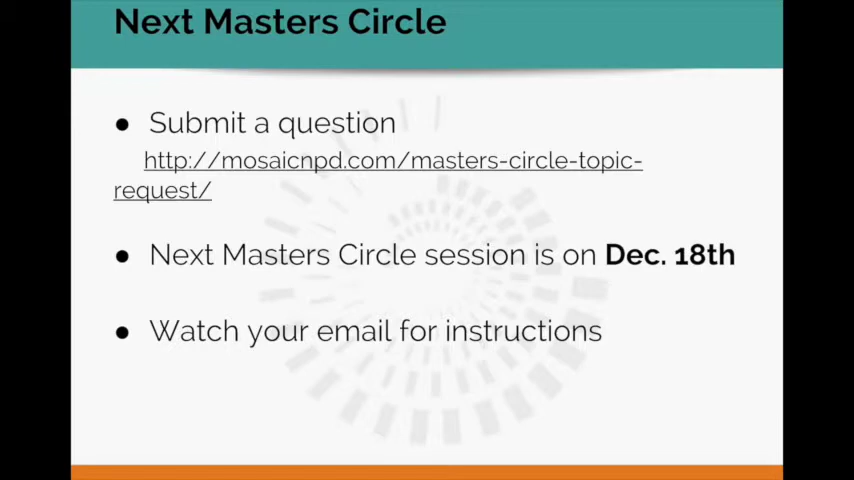 Next Masters Circle
● Submit a question
http://mosaicnpd.com/masters-circle-topic-
request/
● Next Masters Circle session is on Dec. 18th
● Watch your email for instructions